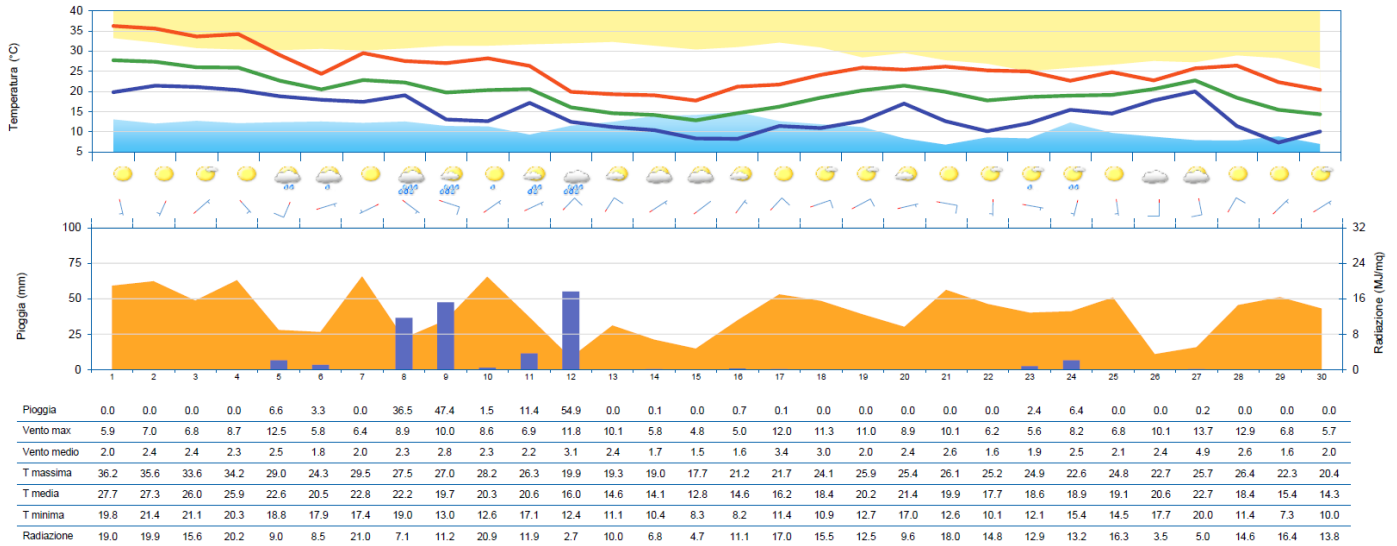 Temperatura (°C)
40
35
30
25
20
15
10
5
Pioggia (mm)
100
75
50
25
0
32
24
16
8
0
Radiazione (MJ/mq)
1 2 3 4 5 6 7 8 9 10 11 12 13 14 15 16 17 18 19 20 21 22 23 24 25 26 27 28 29 30
Pioggia 0.0 0.0 0.0 0.0 6.6 3.3 0.0 36.5 47.4 1.5 11.4 54.9 0.0 0.1 0.0 0.7 0.1 0.0 0.0 0.0 0.0 0.0 2.4 6.4 0.0 0.0 0.2 0.0 0.0 0.0
Vento max 5.9 7.0 6.8 8.7 12.5 5.8 6.4 8.9 10.0 8.6 6.9 11.8 10.1 5.8 4.8 5.0 12.0 11.3 11.0 8.9 10.1 6.2 5.6 8.2 6.8 10.1 13.7 12.9 6.8 5.7
Vento medio 2.0 2.4 2.4 2.3 2.5 1.8 2.0 2.3 2.8 2.3 2.2 3.1 2.4 1.7 1.5 1.6 3.4 3.0 2.0 2.4 2.6 1.6 1.9 2.5 2.1 2.4 4.9 2.6 1.6 2.0
T massima 36.2 35.6 33.6 34.2 29.0 24.3 29.5 27.5 27.0 28.2 26.3 19.9 19.3 19.0 17.7 21.2 21.7 24.1 25.9 25.4 26.1 25.2 24.9 22.6 24.8 22.7 25.7 26.4 22.3 20.4
T media 27.7 27.3 26.0 25.9 22.6 20.5 22.8 22.2 19.7 20.3 20.6 16.0 14.6 14.1 12.8 14.6 16.2 18.4 20.2 21.4 19.9 17.7 18.6 18.9 19.1 20.6 22.7 18.4 15.4 14.3
T minima 19.8 21.4 21.1 20.3 18.8 17.9 17.4 19.0 13.0 12.6 17.1 12.4 11.1 10.4 8.3 8.2 11.4 10.9 12.7 17.0 12.6 10.1 12.1 15.4 14.5 17.7 20.0 11.4 7.3 10.0
Radiazione 19.0 19.9 15.6 20.2 9.0 8.5 21.0 7.1 11.2 20.9 11.9 2.7 10.0 6.8 4.7 11.1 17.0 15.5 12.5 9.6 18.0 14.8 12.9 13.2 16.3 3.5 5.0 14.6 16.4 13.8